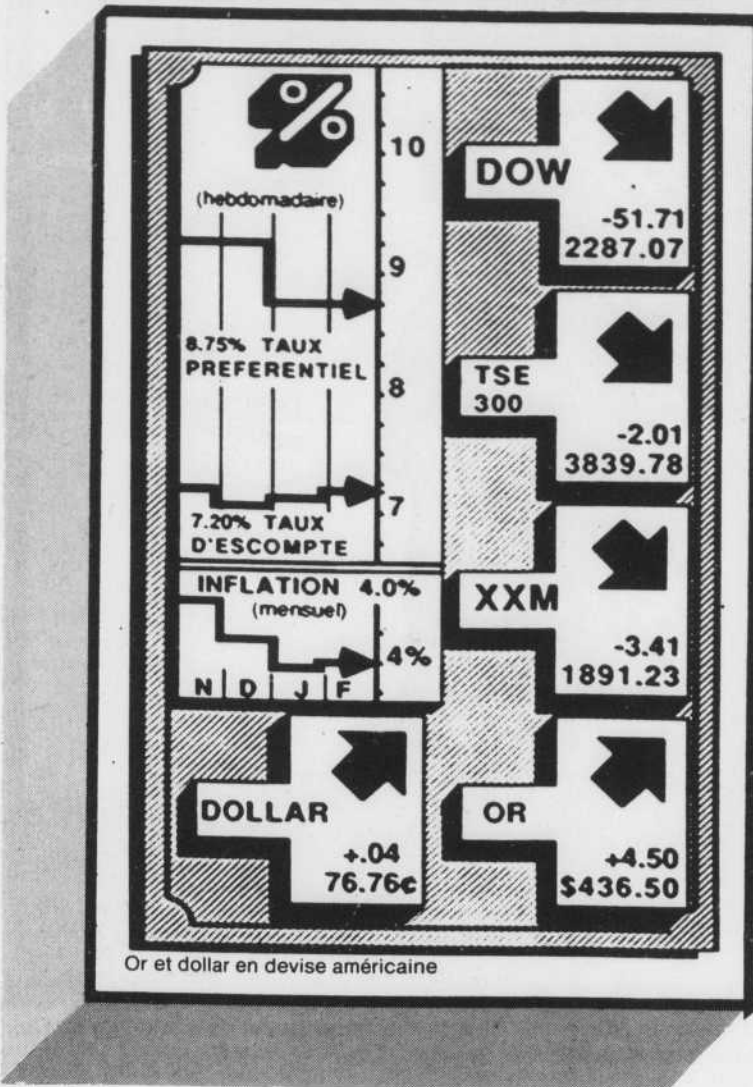 %
(hebdomadaire)
10
9
8.75% TAUX
PREFERENTIEL
8
7
7.20% TAUX
D'ESCOMPTE
INFLATION 4.0%
(mensuel)
4%
N D J F
DOW
-51.71
2287.07
TSE
300
-2.01
3839.78
XXM
-3.41
1891.23
DOLLAR
+.04
76.76¢
OR
+4.50
$436.50
Or et dollar en devise américaine